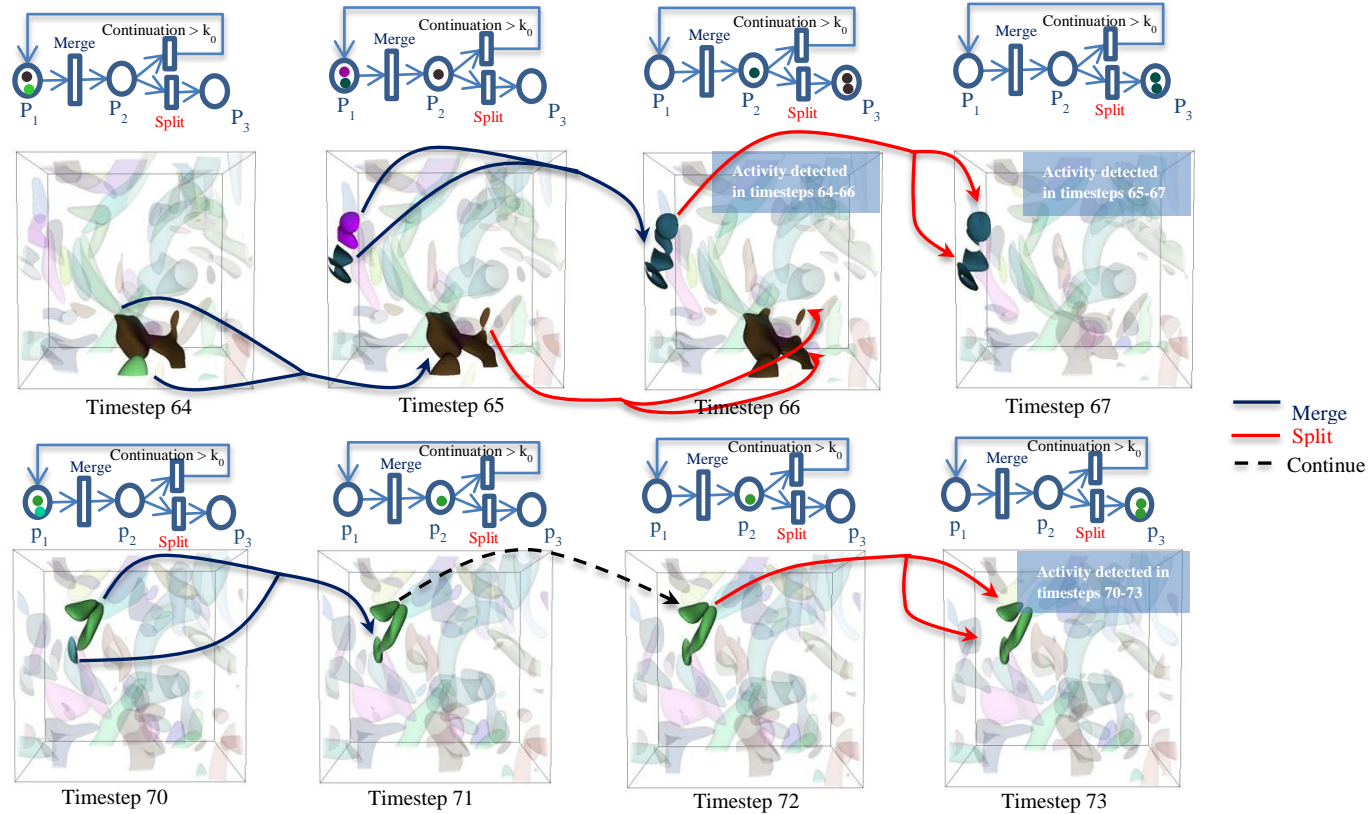 Continuation > k0
Merge
P1
P2
Split
P3
Continuation > k0
Merge
P1
P2
Split
P3
Continuation > k0
Merge
P1
P2
Split
P3
Continuation > k0
Merge
P1
P2
Split
P3
Activity detected
in timesteps 64-66
Activity detected
in timesteps 65-67
Timestep 64
Timestep 65
Timestep 66
Timestep 67
Merge
Split
Continue
Continuation > k0
Merge
p1
p2
Split
p3
Continuation > k0
Merge
p1
p2
Split
p3
Continuation > k0
Merge
p1
p2
Split
p3
Continuation > k0
Merge
p1
p2
Split
p3
Activity detected in
timesteps 70-73
Timestep 70
Timestep 71
Timestep 72
Timestep 73